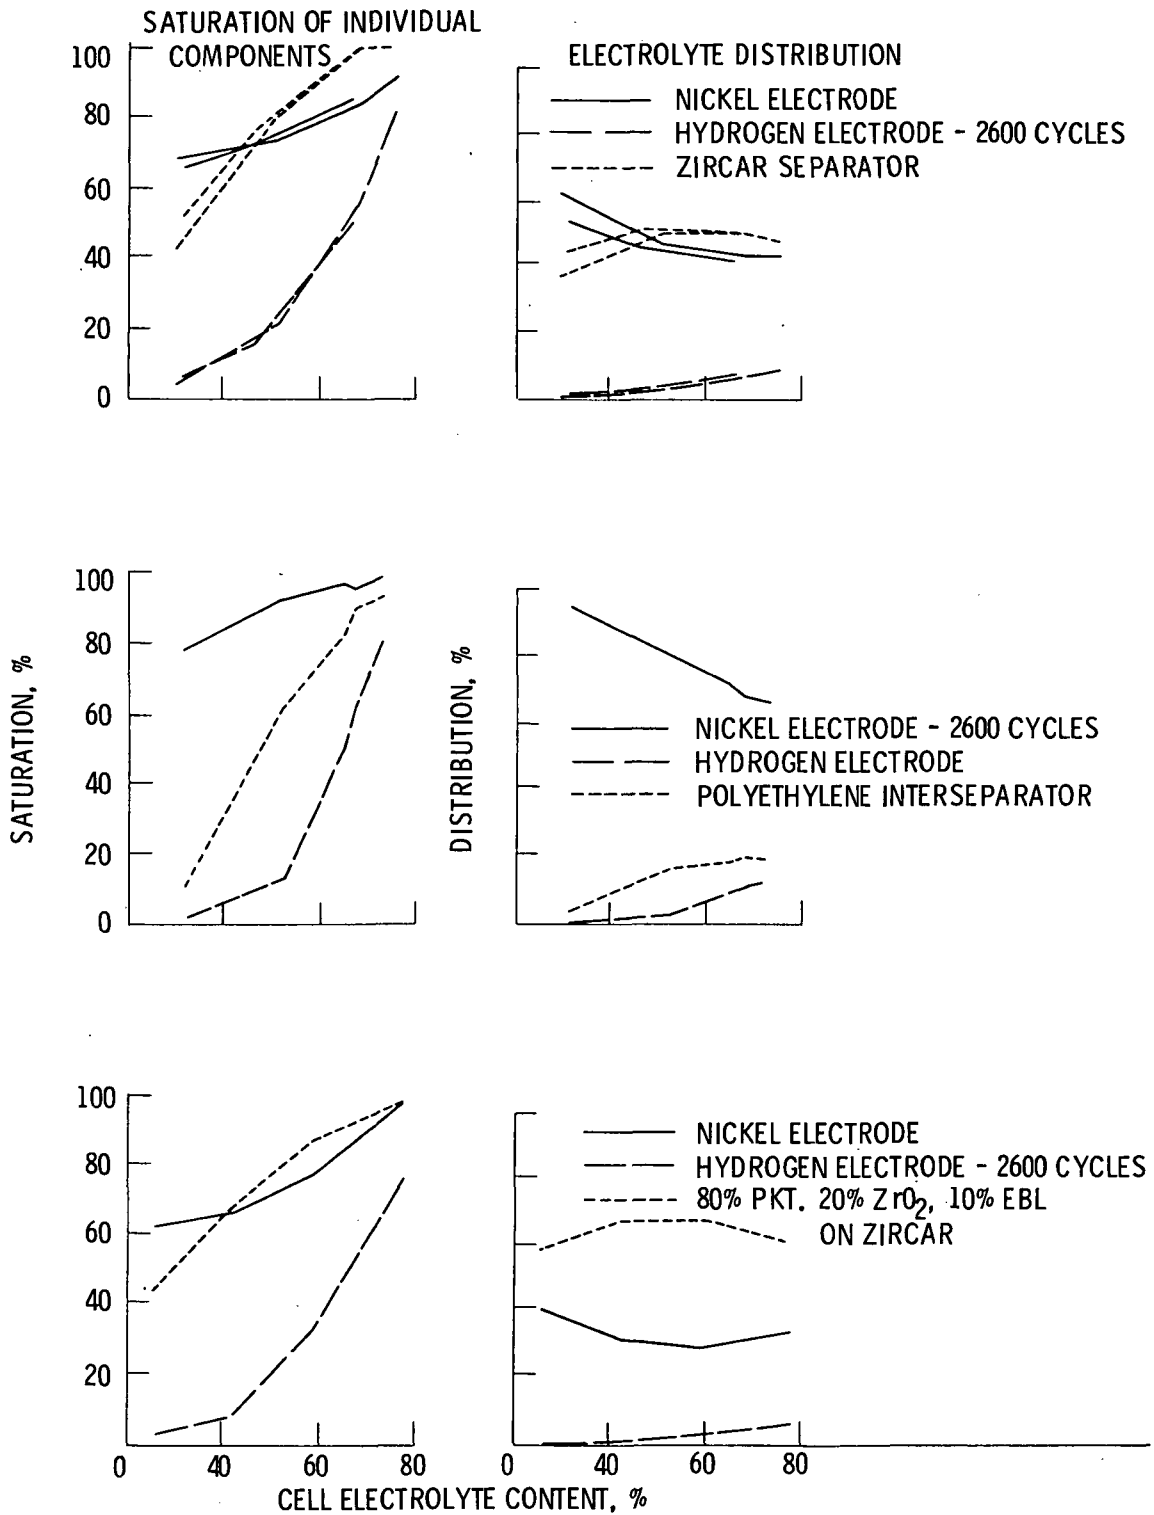 SATURATION OF INDIVIDUAL
COMPONENTS
100
80
60
40
20
0
ELECTROLYTE DISTRIBUTION
NICKEL ELECTRODE
HYDROGEN ELECTRODE - 2600 CYCLES
ZIRCAR SEPARATOR
SATURATION, %
100
80
60
40
20
0
DISTRIBUTION, %
NICKEL ELECTRODE - 2600 CYCLES
HYDROGEN ELECTRODE
POLYETHYLENE INTERSEPARATOR
100
80
60
40
20
0 40 60 80
NICKEL ELECTRODE
HYDROGEN ELECTRODE - 2600 CYCLES
80% PKT. 20% ZrO2, 10% EBL
ON ZIRCAR
0 40 60 80
CELL ELECTROLYTE CONTENT, %